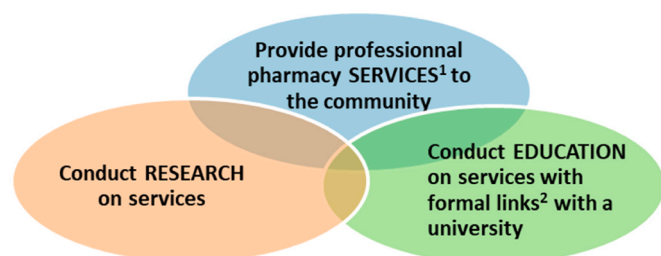 Provide professionnal
pharmacy SERVICES¹ to
the community
Conduct RESEARCH
on services
Conduct EDUCATION
on services with
formal links² with a
university